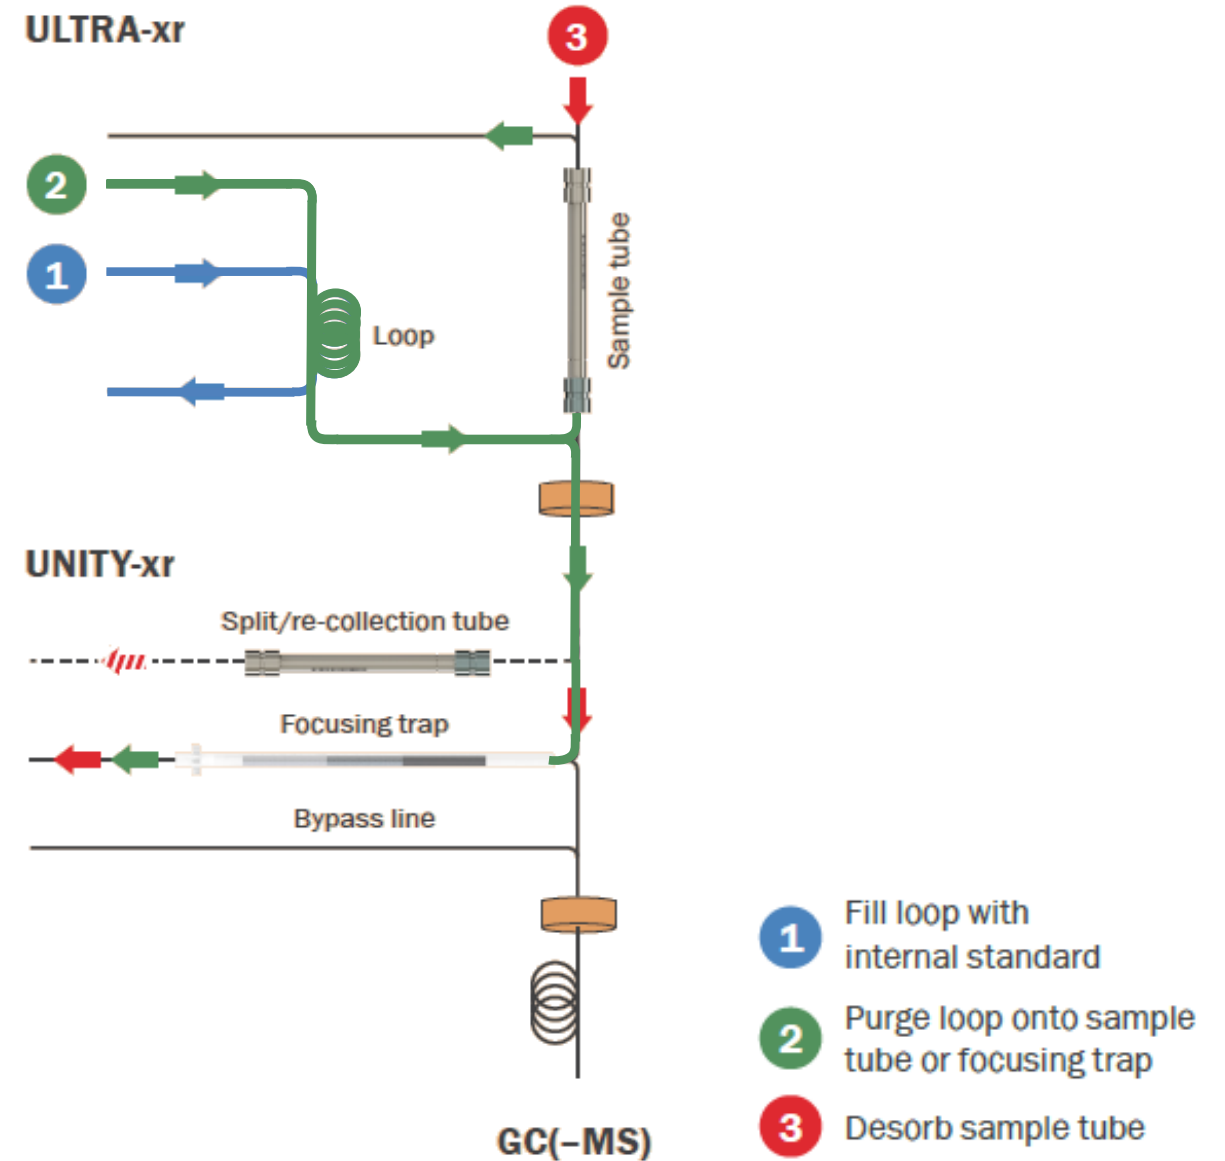 ULTRA-xr
3
2
1
Loop
Sample tube
UNITY-xr
Split/re-collection tube
Focusing trap
Bypass line
1
Fill loop with
internal standard
2
Purge loop onto sample
tube or focusing trap
3
Desorb sample tube
GC(–MS)